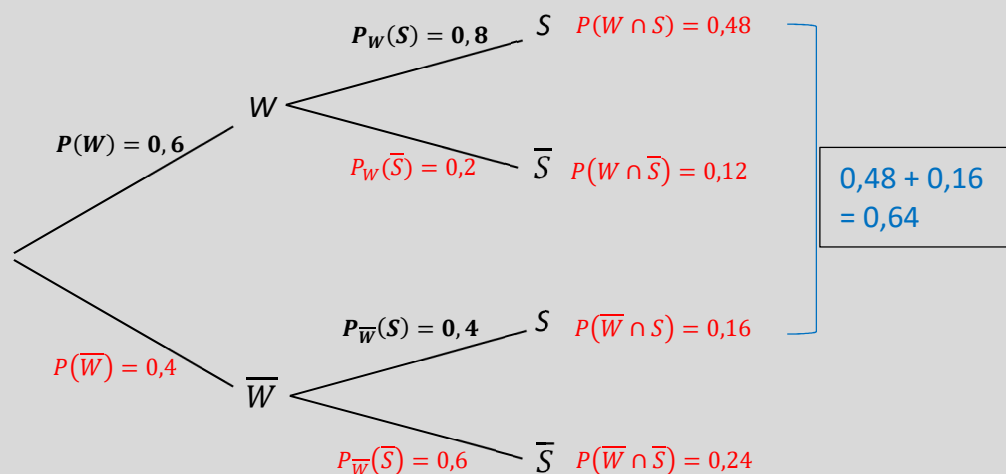 P_W(S) = 0,8
S P(W ∩ S) = 0,48
W
P(W) = 0,6
P_W(S̅) = 0,2
S̅ P(W ∩ S̅) = 0,12
0,48 + 0,16
= 0,64
P_W̅(S) = 0,4
S P(W̅ ∩ S) = 0,16
P(W̅) = 0,4
W̅
P_W̅(S̅) = 0,6
S̅ P(W̅ ∩ S̅) = 0,24